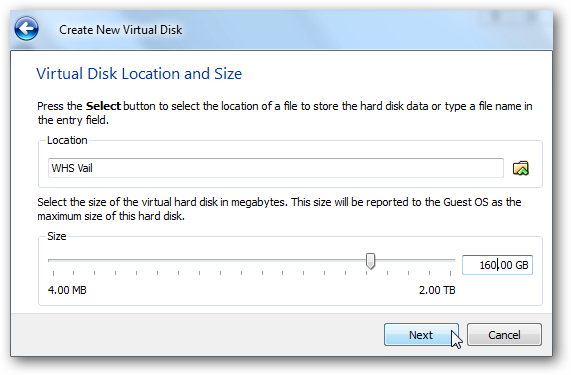 Create New Virtual Disk
Virtual Disk Location and Size
Press the Select button to select the location of a file to store the hard disk data or type a file name in
the entry field.
Location
WHS Vail
Select the size of the virtual hard disk in megabytes. This size will be reported to the Guest OS as the
maximum size of this hard disk.
Size
160.00 GB
4.00 MB 2.00 TB
Next Cancel